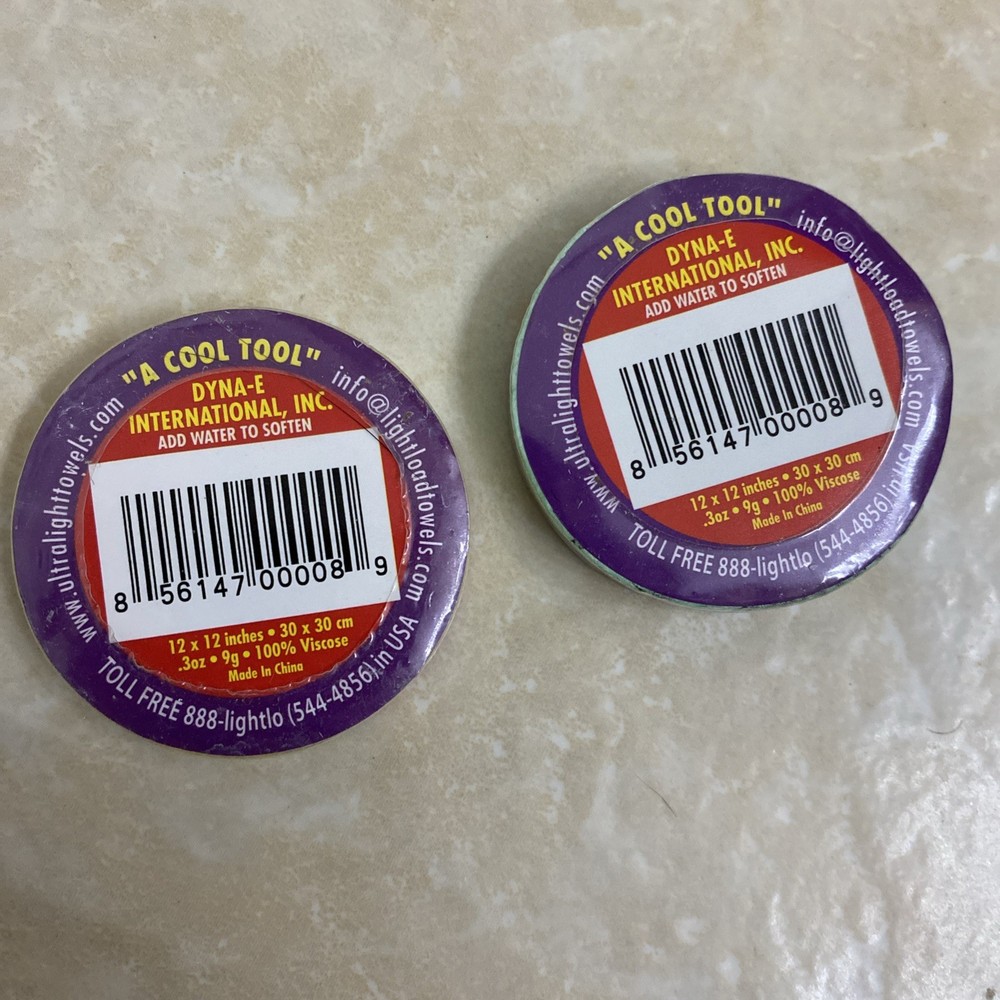 "A COOL TOOL"
DYNA-E
INTERNATIONAL, INC.
ADD WATER TO SOFTEN
8 56147 00008 9
12 x 12 inches • 30 x 30 cm
.3oz • 9g • 100% Viscose
Made In China
www.ultralighttowels.com
info@lightloadtowels.com
TOLL FREE 888-lightlo (544-4856) in USA
"A COOL TOOL"
DYNA-E
INTERNATIONAL, INC.
ADD WATER TO SOFTEN
8 56147 00008 9
12 x 12 inches • 30 x 30 cm
.3oz • 9g • 100% Viscose
Made In China
www.ultralighttowels.com
info@lightloadtowels.com
TOLL FREE 888-lightlo (544-4856) in USA